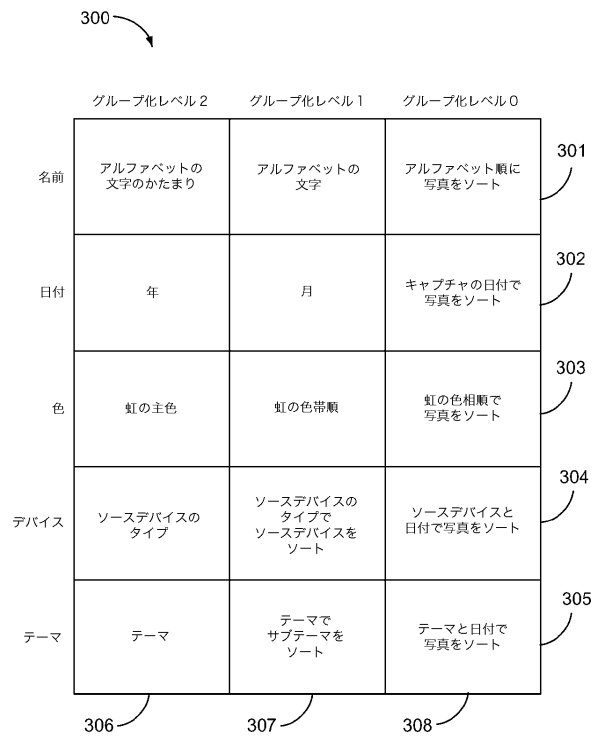 300
グループ化レベル2 グループ化レベル1 グループ化レベル0
名前
アルファベットの
文字のかたまり
アルファベットの
文字
アルファベット順に
写真をソート
301
日付
年
月
キャプチャの日付で
写真をソート
302
色
虹の主色
虹の色帯順
虹の色相順で
写真をソート
303
デバイス
ソースデバイスの
タイプ
ソースデバイスの
タイプで
ソースデバイスを
ソート
ソースデバイスと
日付で写真をソート
304
テーマ
テーマ
テーマで
サブテーマを
ソート
テーマと日付で
写真をソート
305
306 307 308